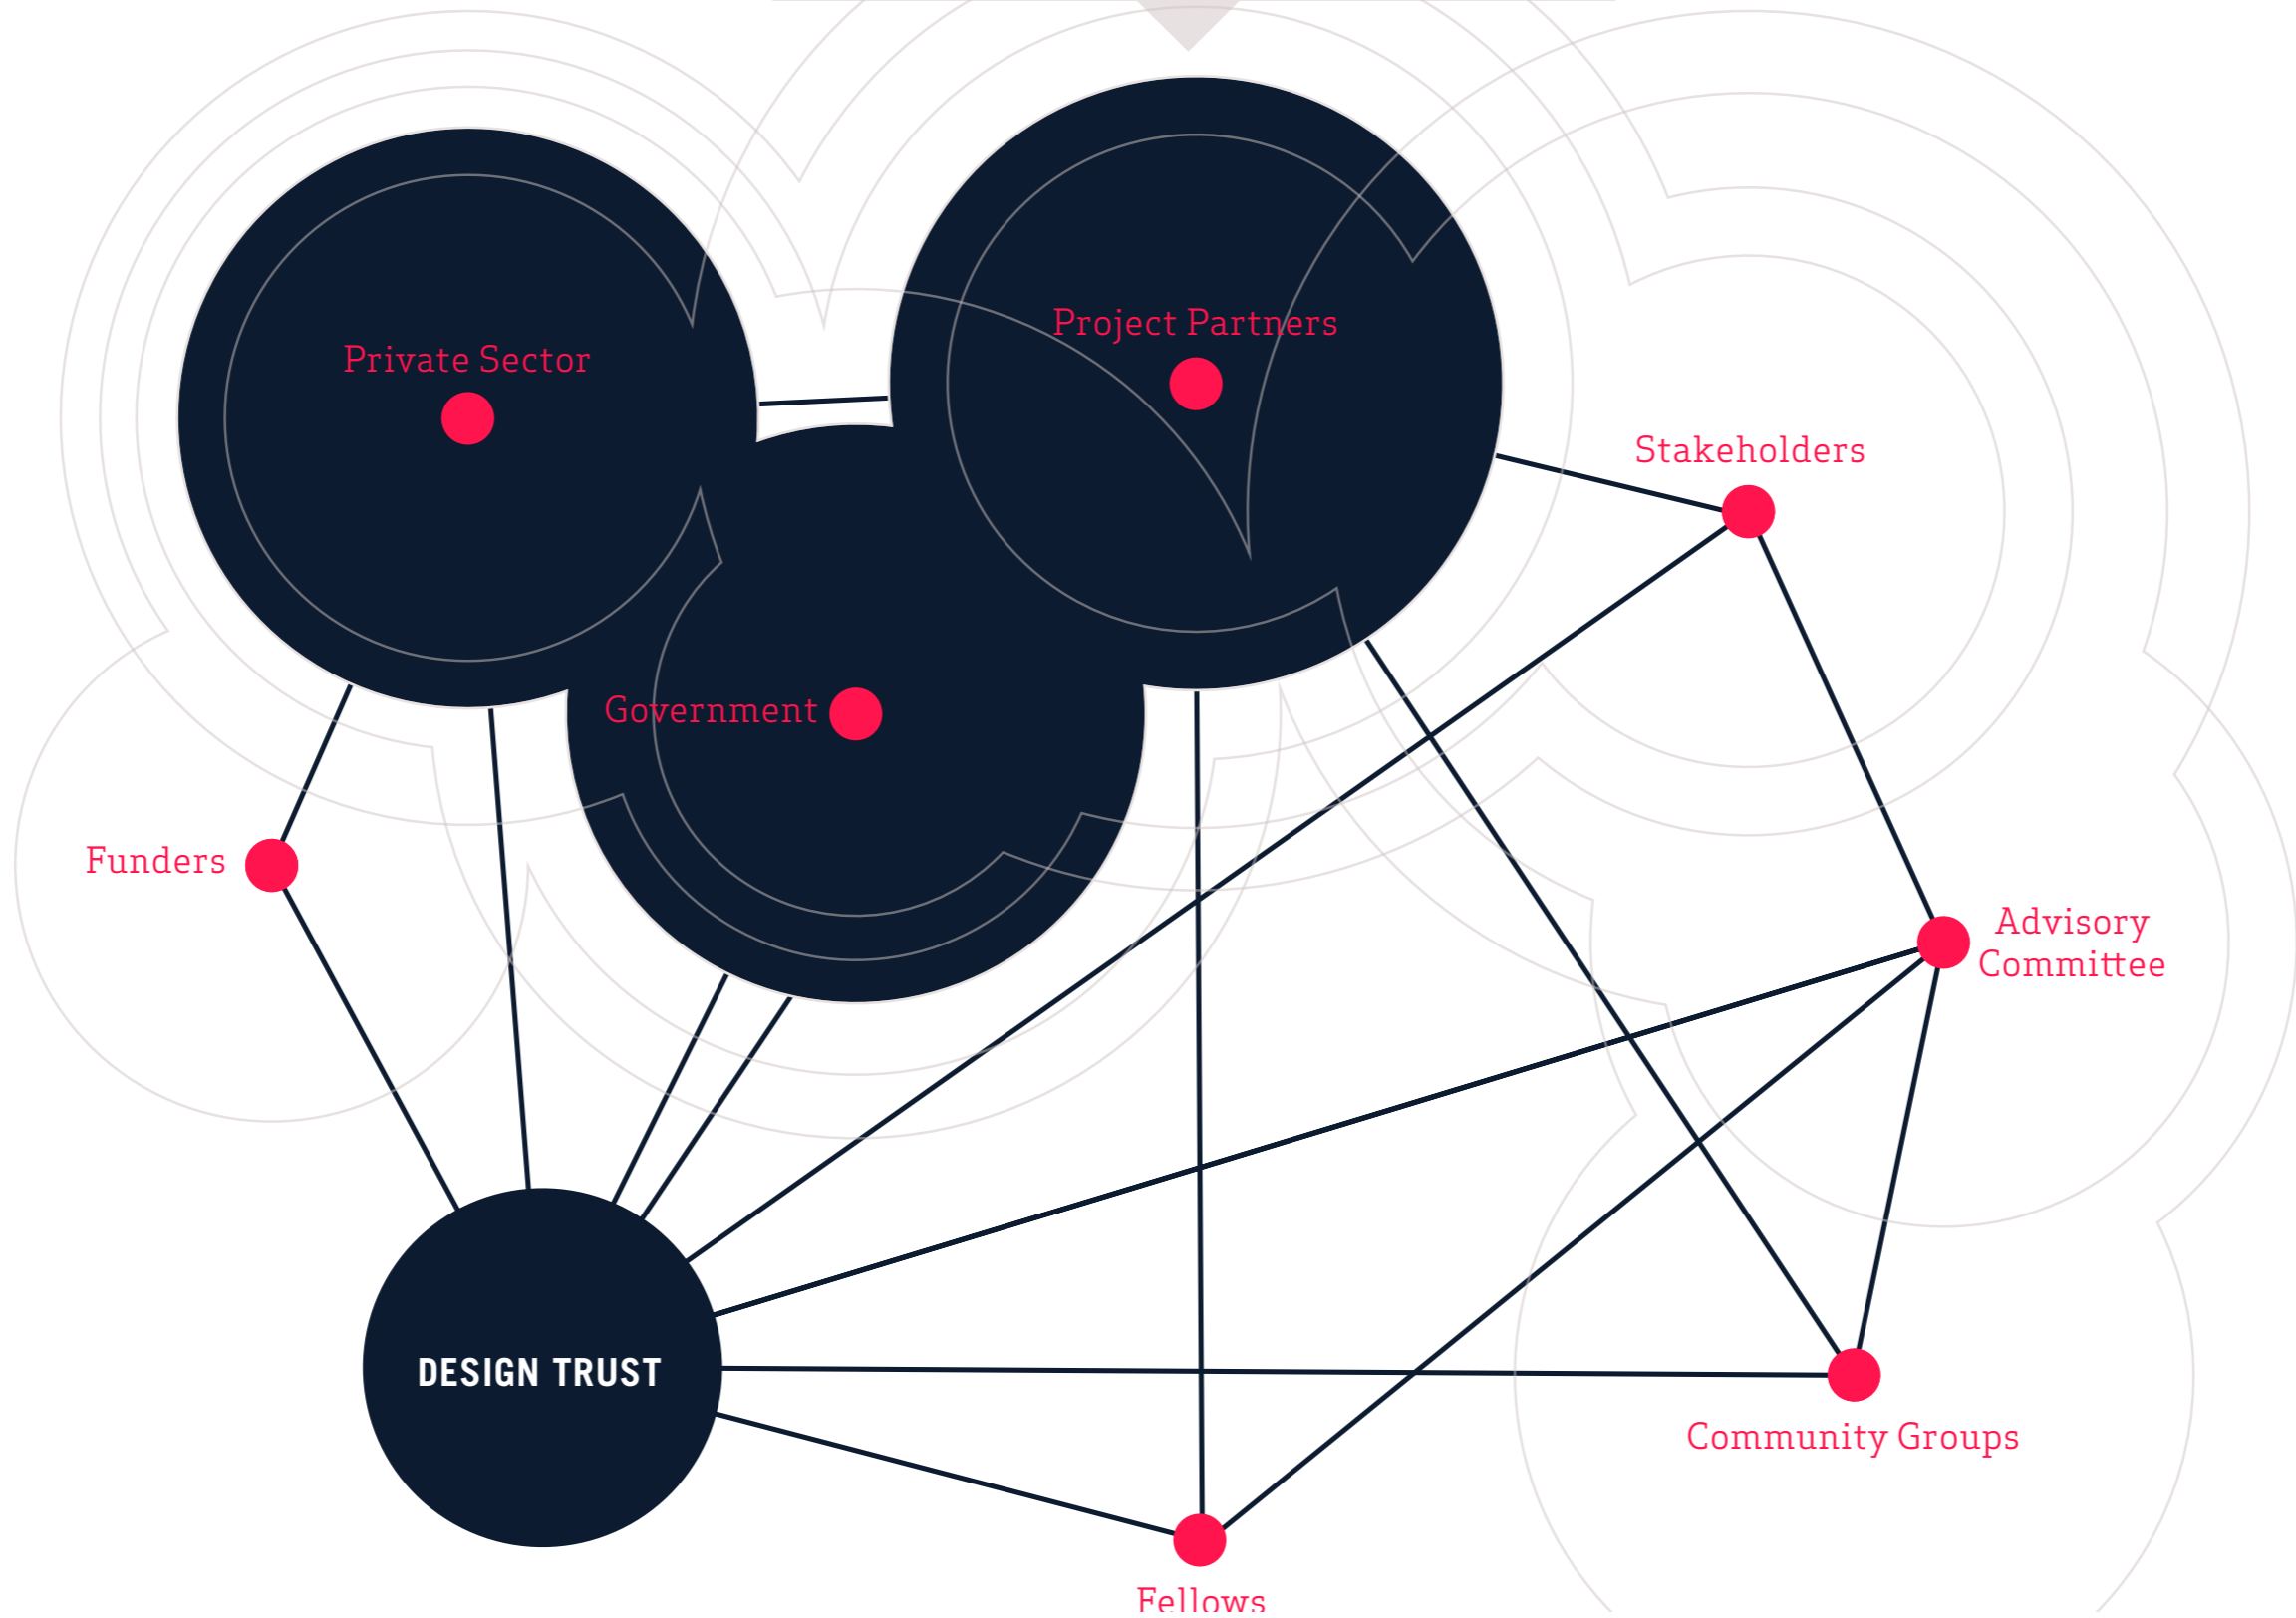 Project Partners
Private Sector
Stakeholders
Government
Funders
Advisory
Committee
DESIGN TRUST
Community Groups
Fellows